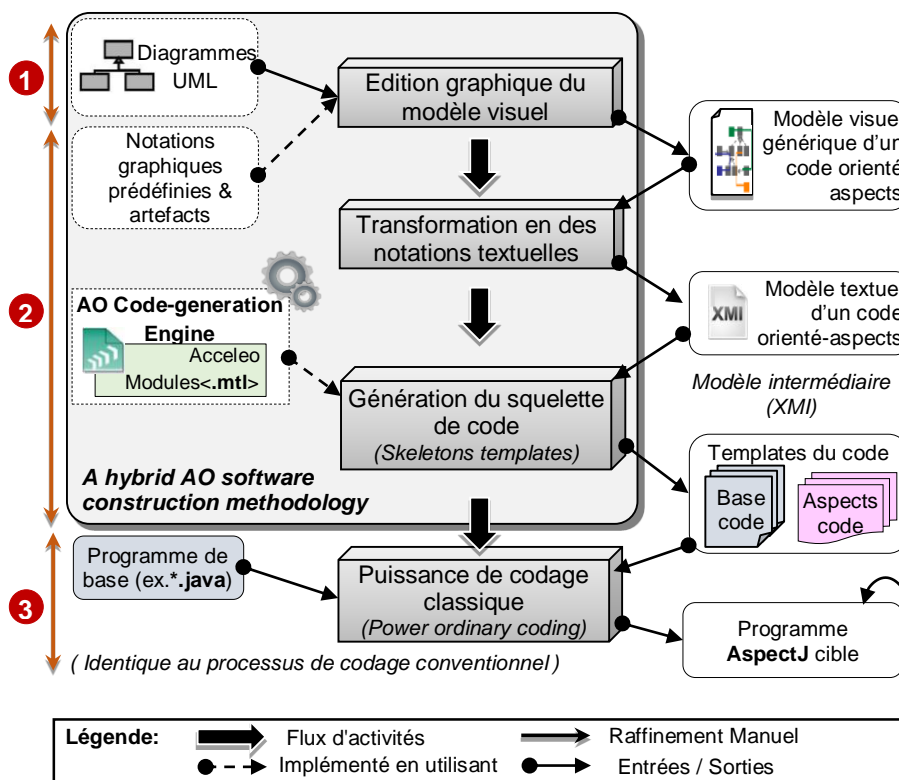 1
Diagrammes
UML
Edition graphique du
modèle visuel
Notations
graphiques
prédéfinies &
artefacts
Modèle visue
générique d'un
code orienté
aspects
Transformation en des
notations textuelles
2
AO Code-generation
Engine
Acceleo
Modules<.mtl>
XMI
Modèle textue
d'un code
orienté-aspects
Modèle intermédiaire
(XMI)
Génération du squelette
de code
(Skeletons templates)
Templates du code
Base
code
Aspects
code
A hybrid AO software
construction methodology
3
Programme de
base (ex.*.java)
Puissance de codage
classique
(Power ordinary coding)
Programme
AspectJ cible
( Identique au processus de codage conventionnel )
Légende:
Flux d'activités
Raffinement Manuel
Implémenté en utilisant
Entrées / Sorties